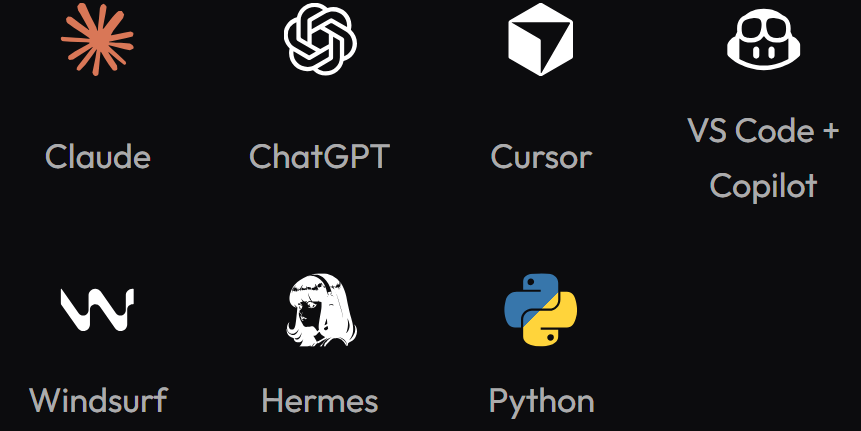 Claude
ChatGPT
Cursor
VS Code +
Copilot
Windsurf
Hermes
Python